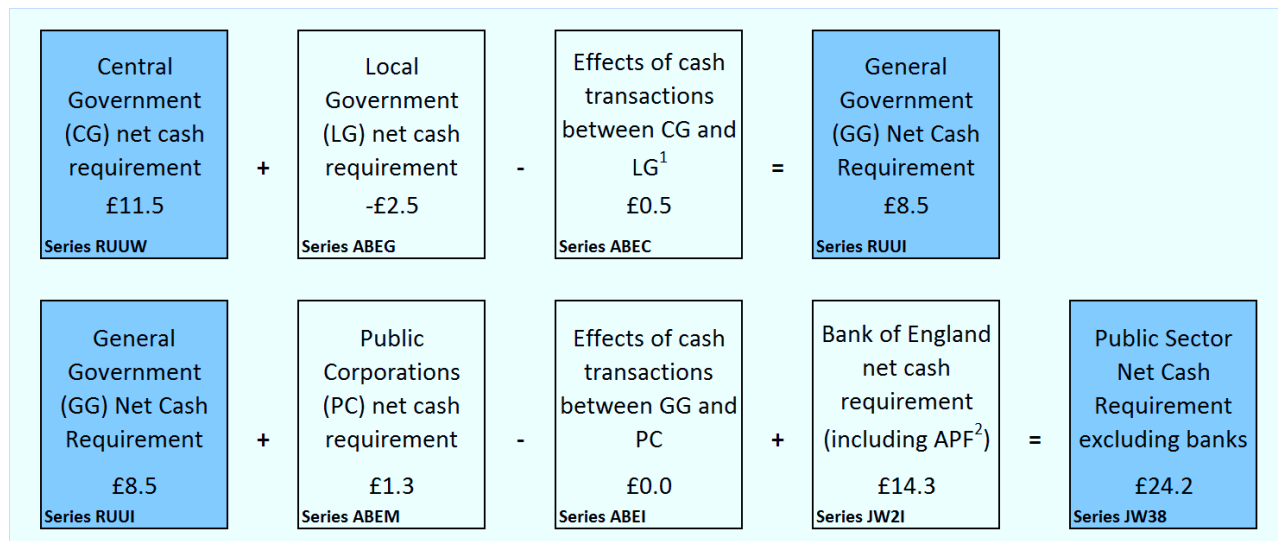 Central
Government
(CG) net cash
requirement
£11.5
Series RUUW
+
Local
Government
(LG) net cash
requirement
-£2.5
Series ABEG
-
Effects of cash
transactions
between CG and
LG1
£0.5
Series ABEC
=
General
Government
(GG) Net Cash
Requirement
£8.5
Series RUUI
General
Government
(GG) Net Cash
Requirement
£8.5
Series RUUI
+
Public
Corporations
(PC) net cash
requirement
£1.3
Series ABEM
-
Effects of cash
transactions
between GG and
PC
£0.0
Series ABEI
+
Bank of England
net cash
requirement
(including APF2)
£14.3
Series JW2I
=
Public Sector
Net Cash
Requirement
excluding banks
£24.2
Series JW38